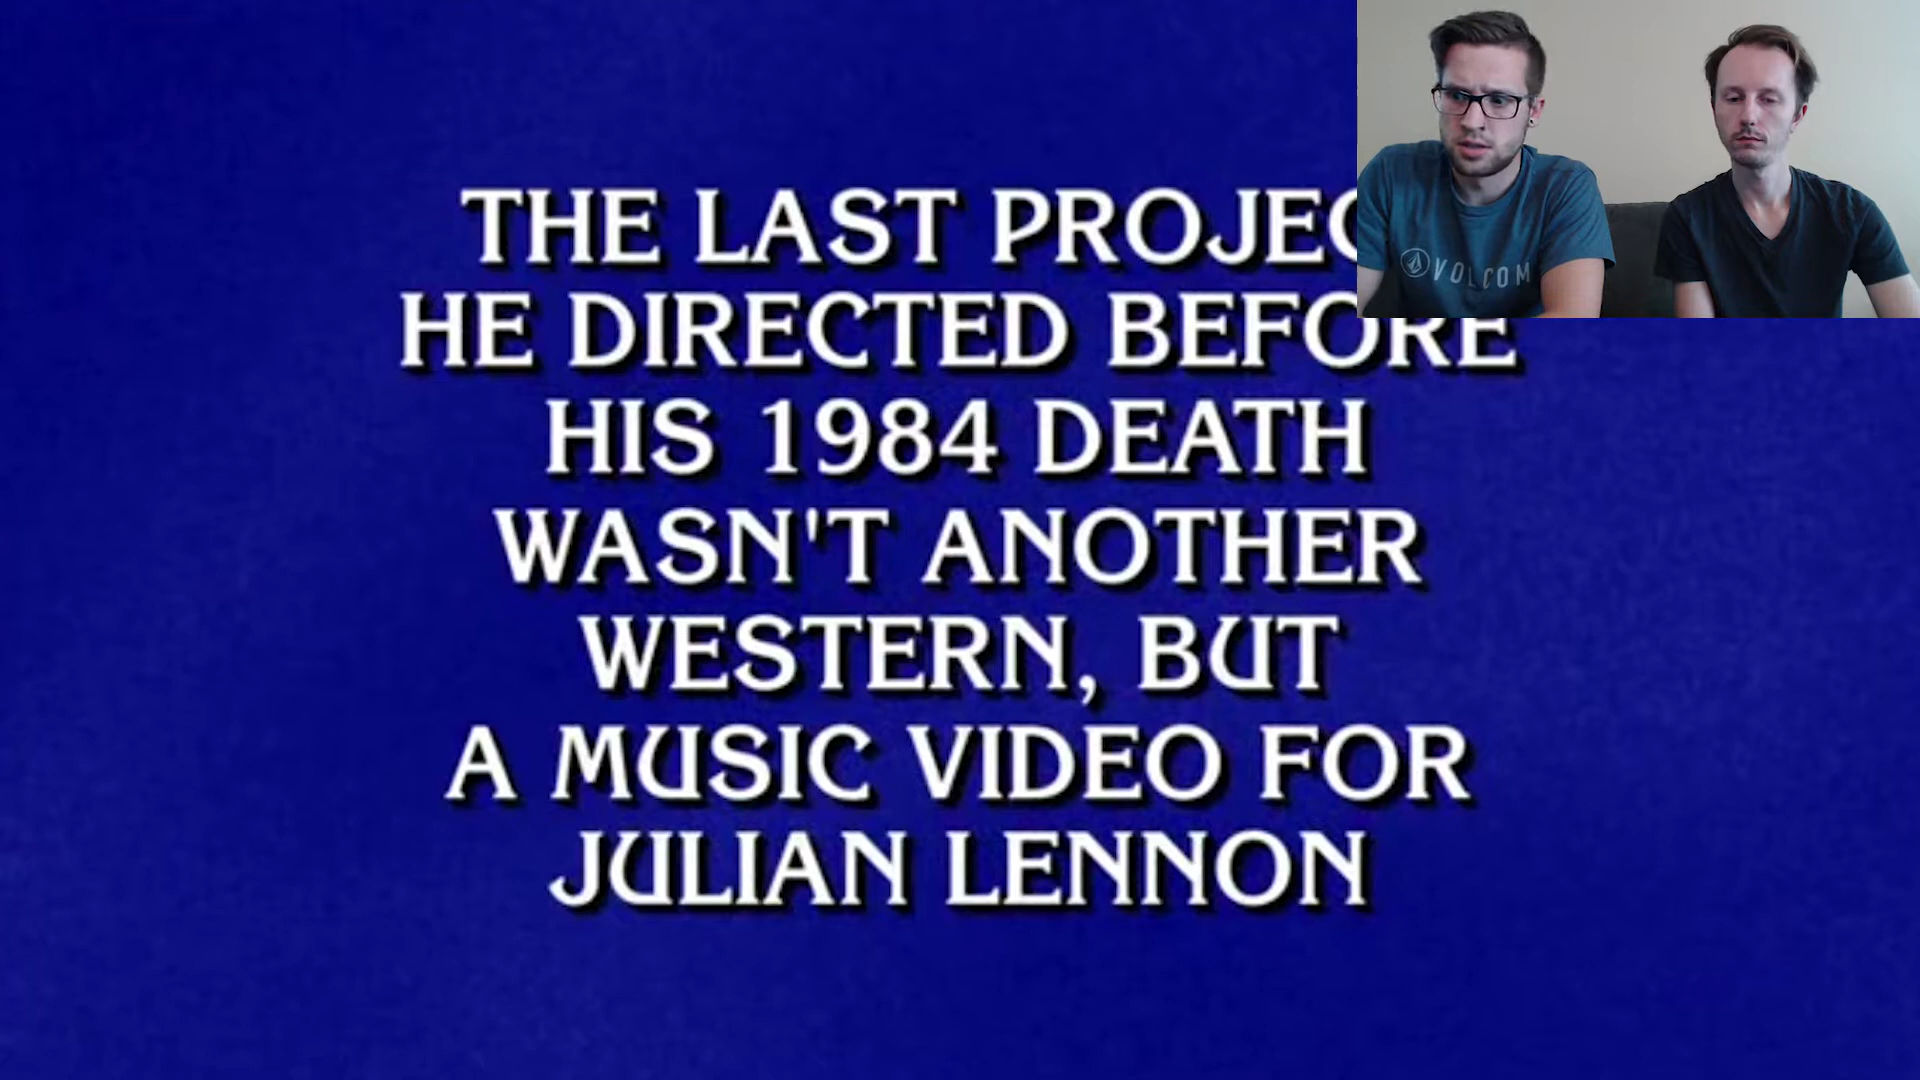 THE LAST PROJEC
HE DIRECTED BEFORE
HIS 1984 DEATH
WASN'T ANOTHER
WESTERN, BUT
A MUSIC VIDEO FOR
JULIAN LENNON
VOLCOM